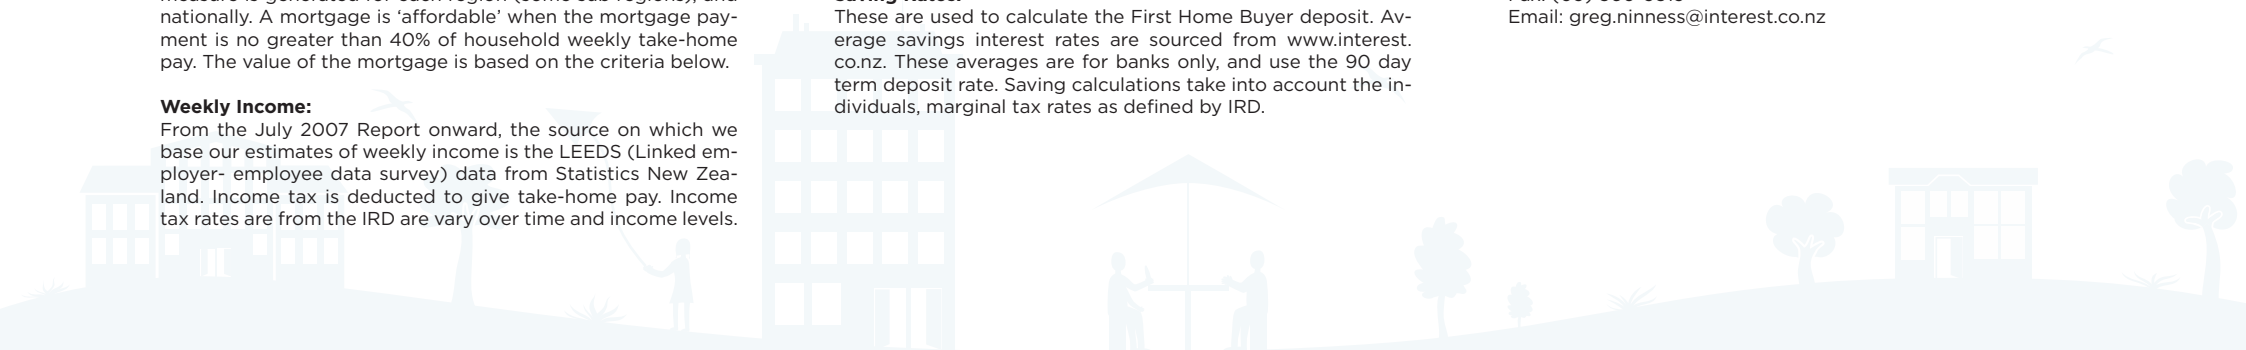 nationally. A mortgage is ‘affordable’ when the mortgage pay-
ment is no greater than 40% of household weekly take-home
pay. The value of the mortgage is based on the criteria below.
Weekly Income:
From the July 2007 Report onward, the source on which we
base our estimates of weekly income is the LEEDS (Linked em-
ployer- employee data survey) data from Statistics New Zea-
land. Income tax is deducted to give take-home pay. Income
tax rates are from the IRD are vary over time and income levels.
These are used to calculate the First Home Buyer deposit. Av-
erage savings interest rates are sourced from www.interest.
co.nz. These averages are for banks only, and use the 90 day
term deposit rate. Saving calculations take into account the in-
dividuals, marginal tax rates as defined by IRD.
Email: greg.ninness@interest.co.nz